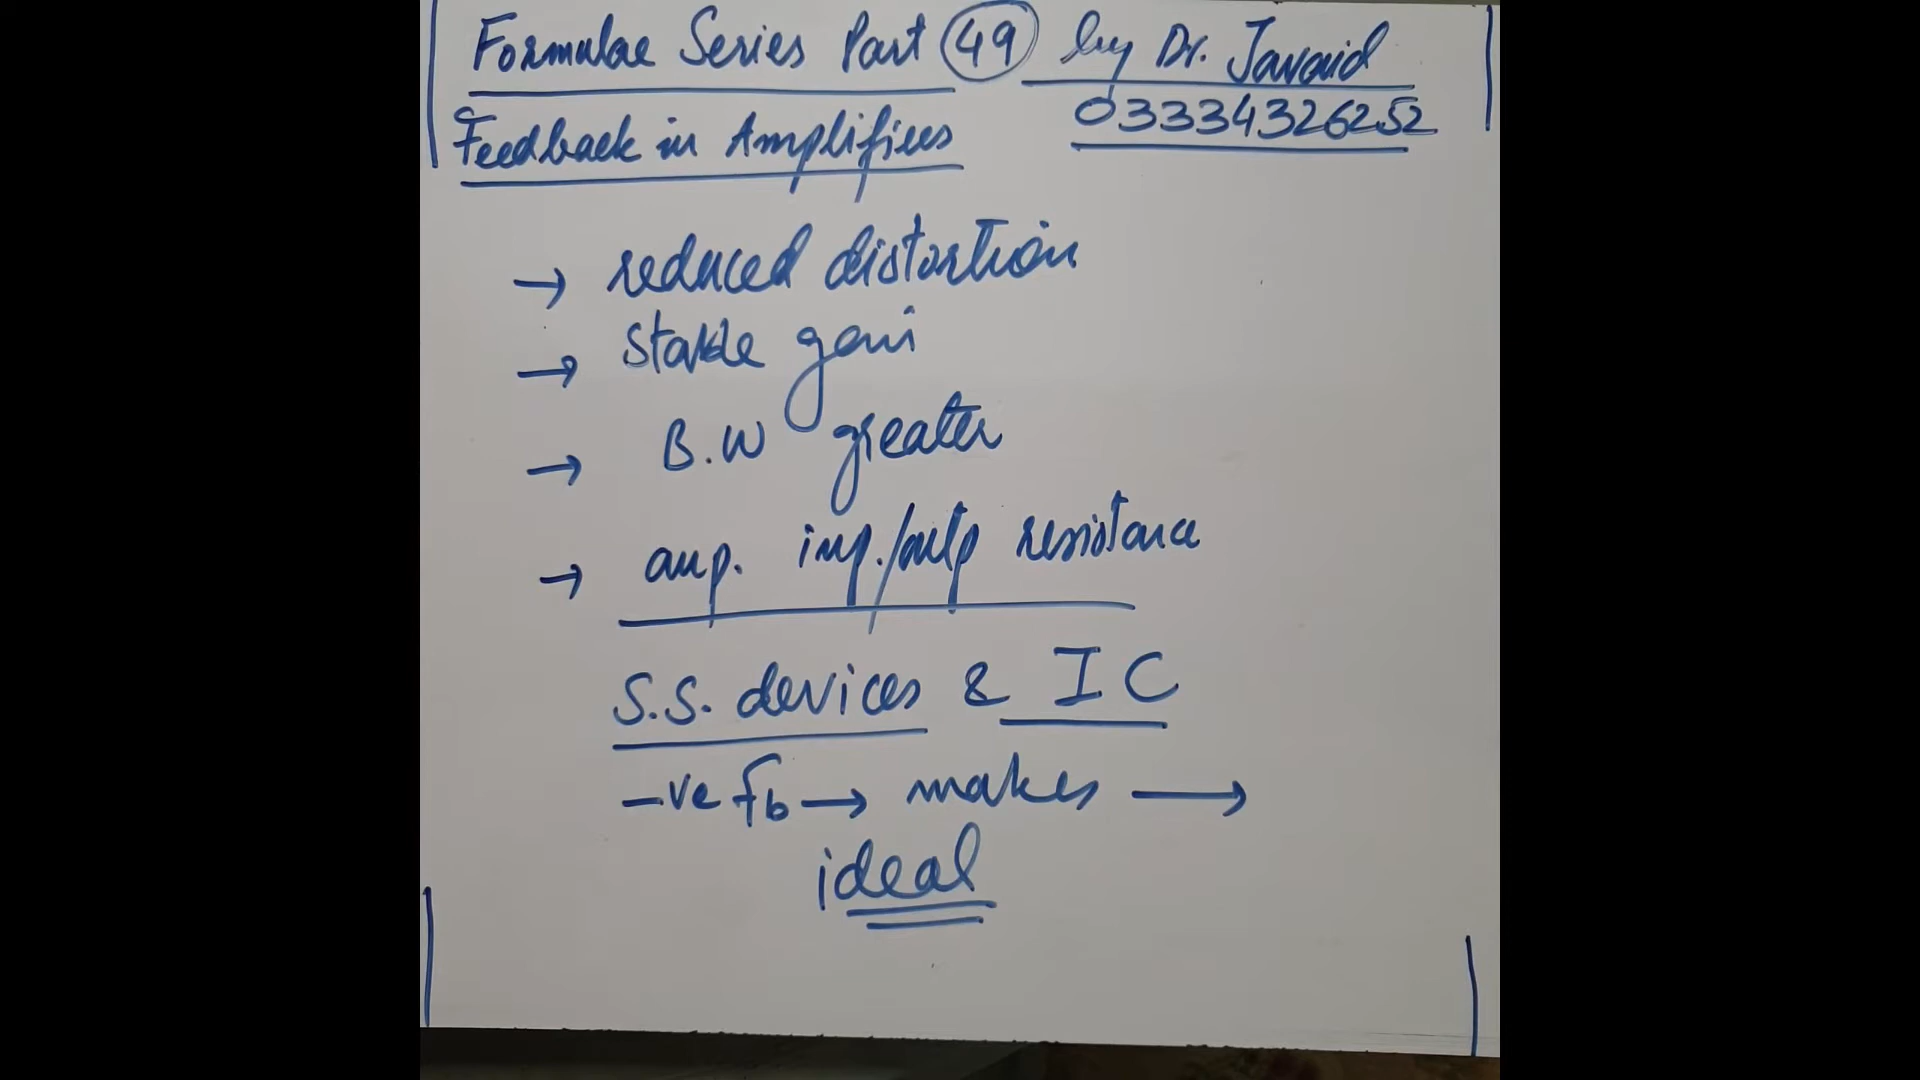 Formulae Series Part 49 by Dr. Javaid
03334326252
Feedback in Amplifiers
→ reduced distortion
→ Stable gain
→ B.W greater
→ amp. inp./outp resistance
S.S. devices & IC
-ve fb → makes →
ideal